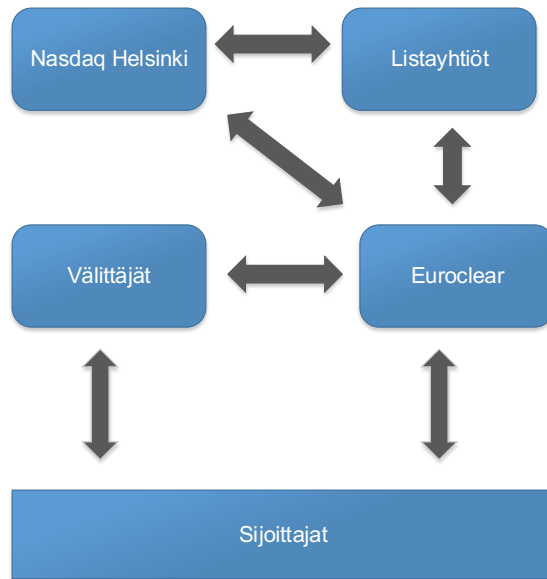 Nasdaq Helsinki
Listayhtiöt
Välittäjät
Euroclear
Sijoittajat